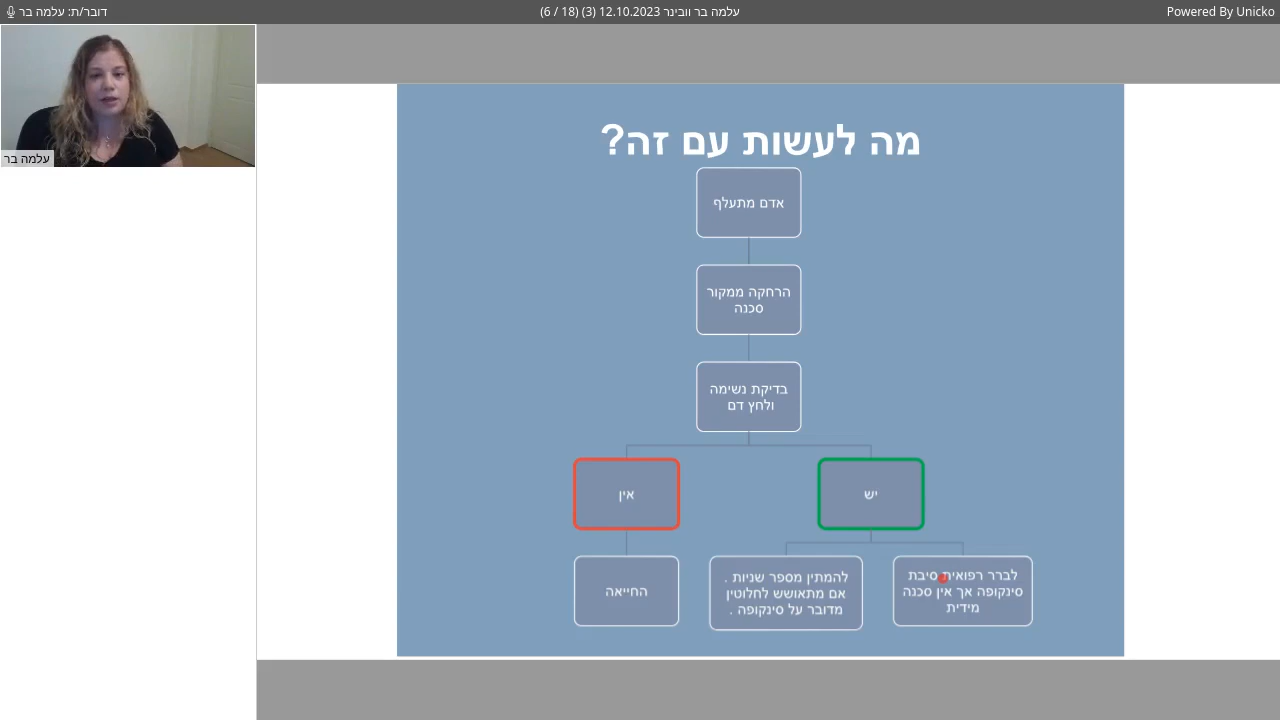 דובר/ת: עלמה בר
עלמה בר וובינר 12.10.2023 (3) (18 / 6)
Powered By Unicko
עלמה בר
מה לעשות עם זה?
אדם מתעלף
הרחקה ממקור
סכנה
בדיקת נשימה
ולחץ דם
יש
אין
לברר רפואית סיבת
סינקופה אך אין סכנה
מידית
להמתין מספר שניות .
אם מתאושש לחלוטין
מדובר על סינקופה .
החייאה